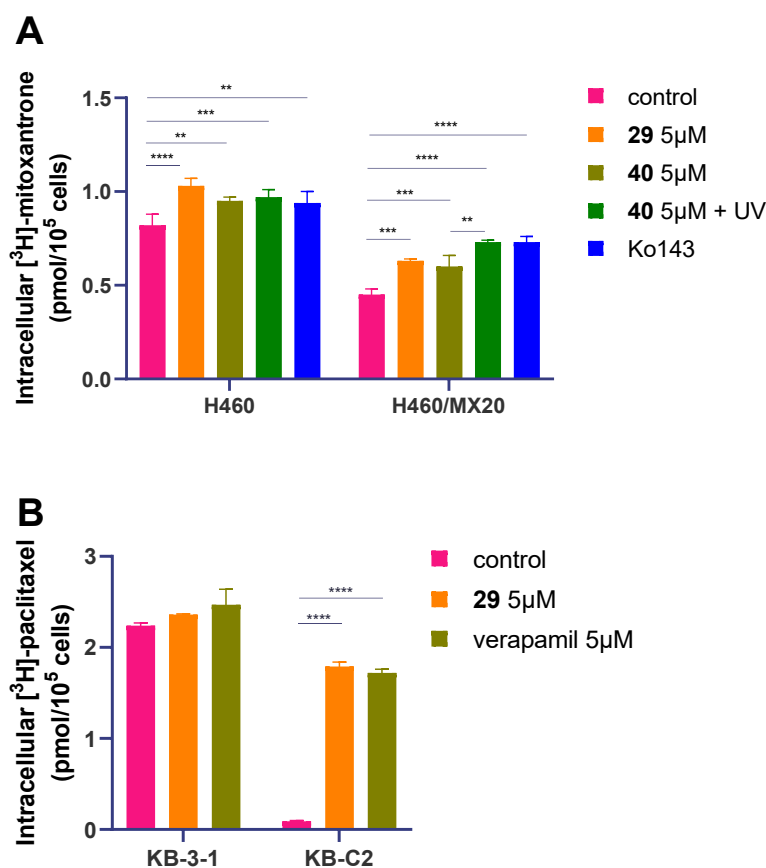 A
Intracellular [³H]-mitoxantrone
(pmol/10⁵ cells)
1.5
1.0
0.5
0.0
**
***
**
****
****
****
***
***
**
H460
H460/MX20
control
29 5µM
40 5µM
40 5µM + UV
Ko143
B
Intracellular [³H]-paclitaxel
(pmol/10⁵ cells)
3
2
1
0
****
****
KB-3-1
KB-C2
control
29 5µM
verapamil 5µM